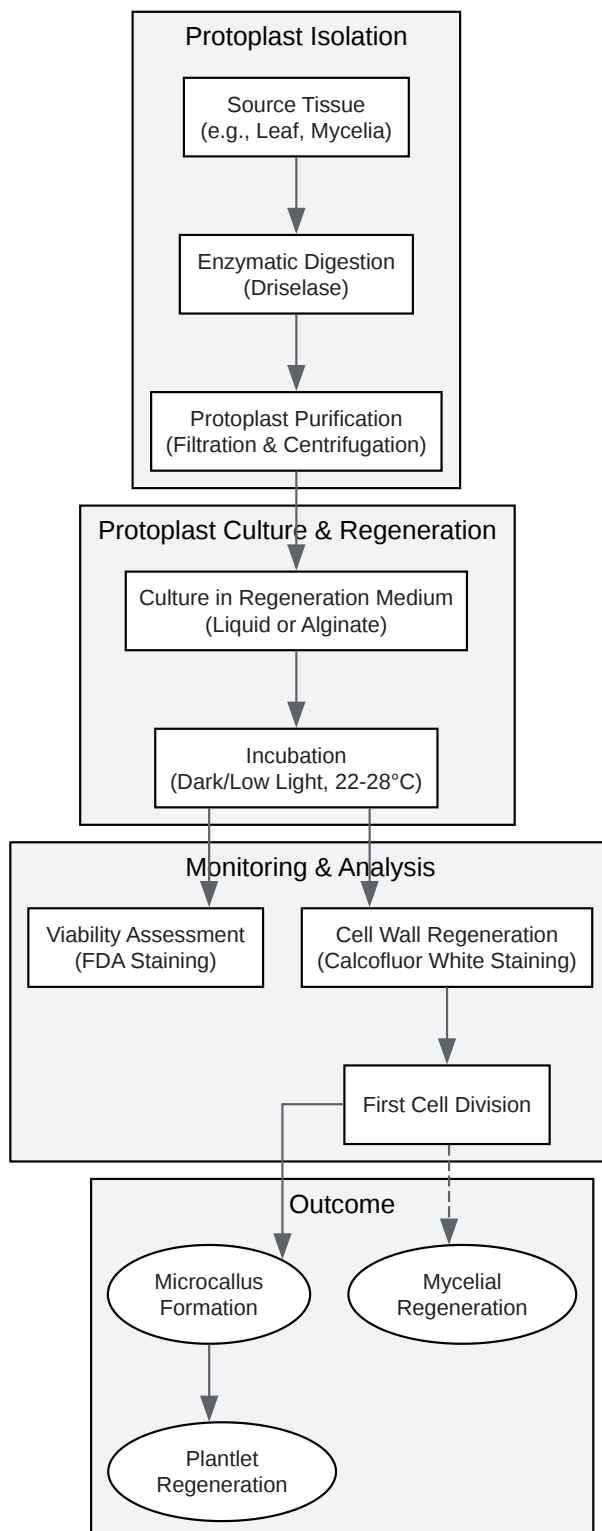 Protoplast Isolation
Source Tissue
(e.g., Leaf, Mycelia)
Enzymatic Digestion
(Driselase)
Protoplast Purification
(Filtration & Centrifugation)
Protoplast Culture & Regeneration
Culture in Regeneration Medium
(Liquid or Alginate)
Incubation
(Dark/Low Light, 22-28°C)
Monitoring & Analysis
Viability Assessment
(FDA Staining)
Cell Wall Regeneration
(Calcofluor White Staining)
First Cell Division
Outcome
Microcallus
Formation
Mycelial
Regeneration
Plantlet
Regeneration